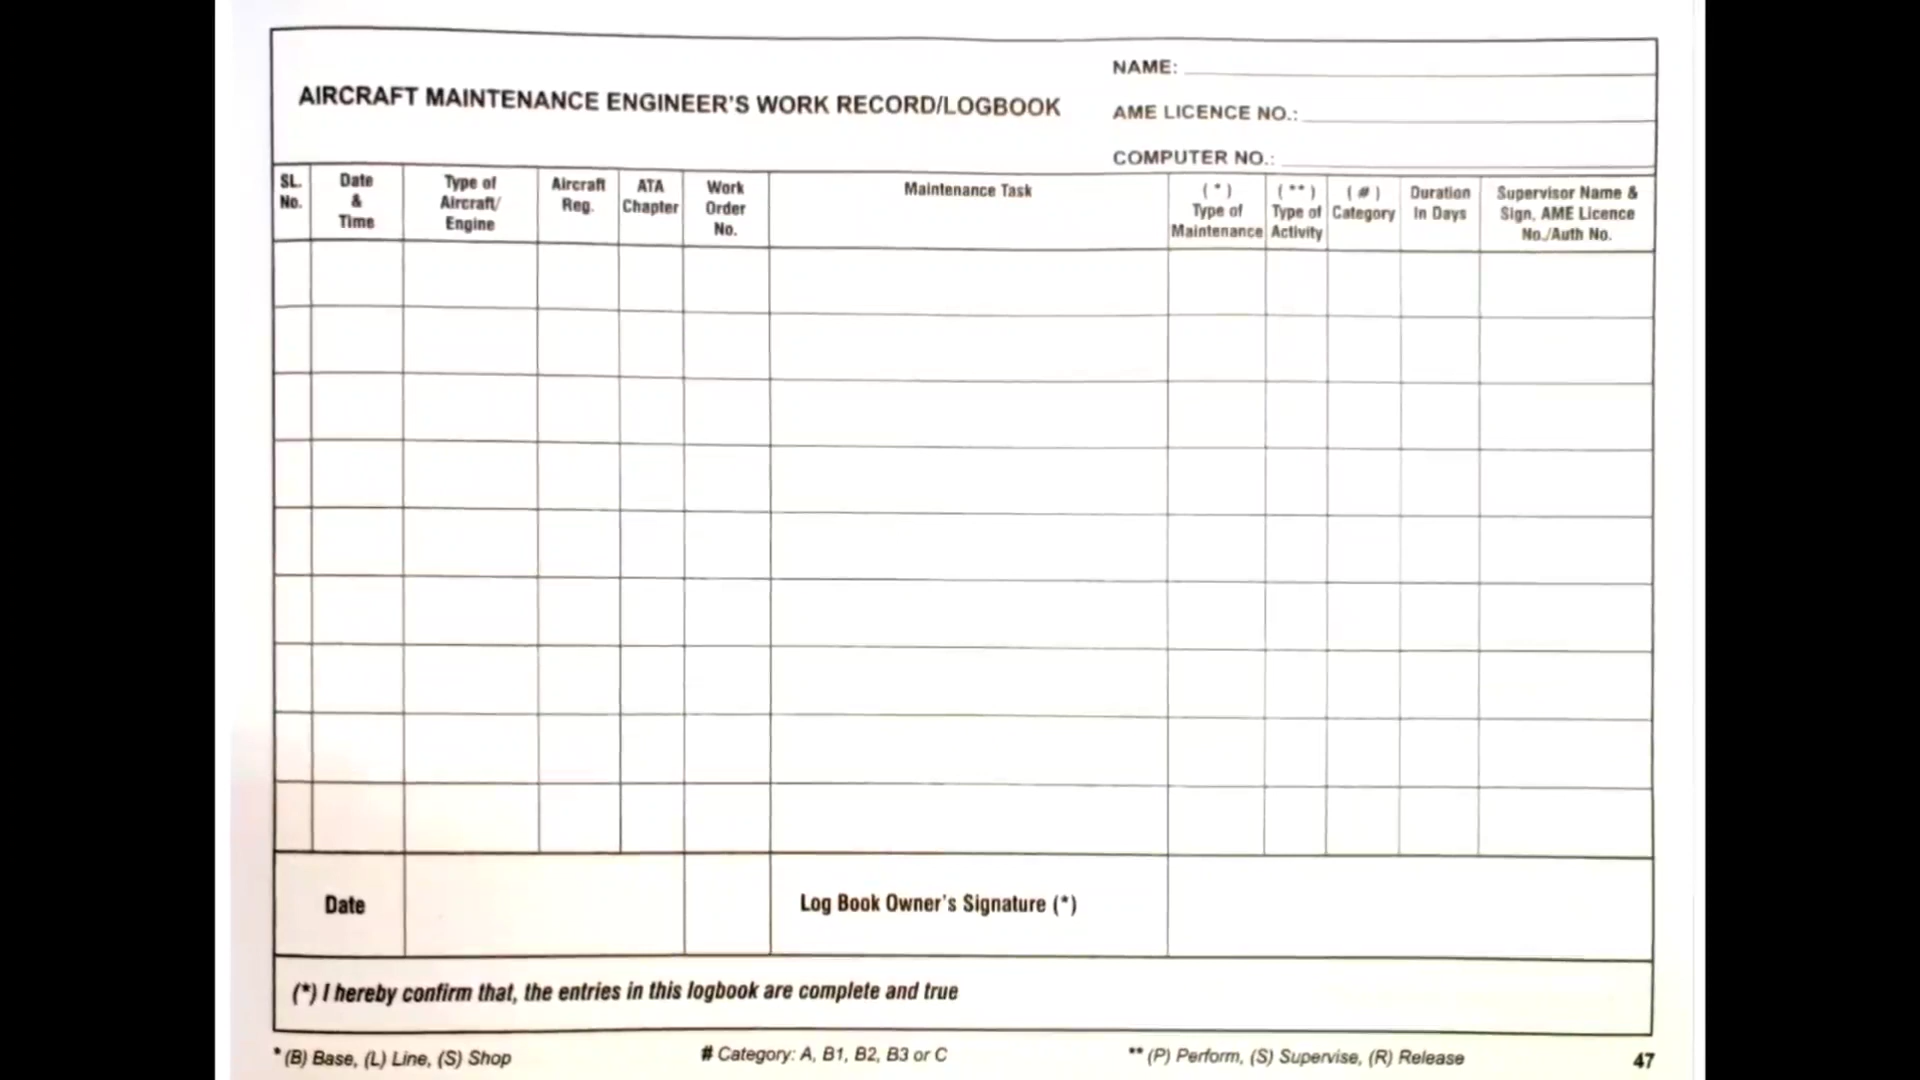 AIRCRAFT MAINTENANCE ENGINEER'S WORK RECORD/LOGBOOK
NAME:
AME LICENCE NO.:
COMPUTER NO.:
SL. No.
Date & Time
Type of Aircraft/ Engine
Aircraft Reg.
ATA Chapter
Work Order No.
Maintenance Task
(*) Type of Maintenance
(**) Type of Activity
(#) Category
Duration In Days
Supervisor Name & Sign, AME Licence No./Auth No.
Date
Log Book Owner's Signature (*)
(*) I hereby confirm that, the entries in this logbook are complete and true
* (B) Base, (L) Line, (S) Shop
# Category: A, B1, B2, B3 or C
** (P) Perform, (S) Supervise, (R) Release
47